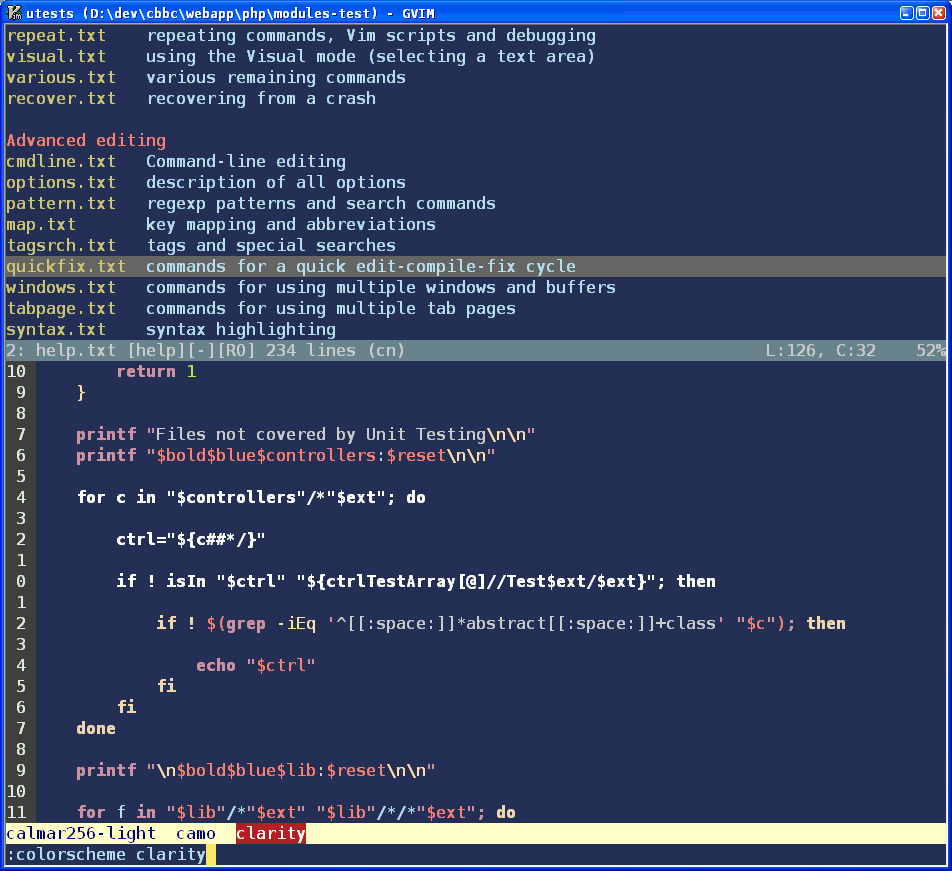 utests (D:\dev\cbbc\webapp\php\modules-test) - GVIM
repeat.txt    repeating commands, Vim scripts and debugging
visual.txt    using the Visual mode (selecting a text area)
various.txt   various remaining commands
recover.txt   recovering from a crash
Advanced editing
cmdline.txt   Command-line editing
options.txt   description of all options
pattern.txt   regexp patterns and search commands
map.txt       key mapping and abbreviations
tagsrch.txt   tags and special searches
quickfix.txt  commands for a quick edit-compile-fix cycle
windows.txt   commands for using multiple windows and buffers
tabpage.txt   commands for using multiple tab pages
syntax.txt    syntax highlighting
2: help.txt [help][-][RO] 234 lines (cn)                                    L:126, C:32    52%
10         return 1
 9     }
 8
 7     printf "Files not covered by Unit Testing\n\n"
 6     printf "$bold$blue$controllers:$reset\n\n"
 5
 4     for c in "$controllers"/*"$ext"; do
 3
 2         ctrl="${c##*/}"
 1
 0         if ! isIn "$ctrl" "${ctrlTestArray[@]//Test$ext/$ext}"; then
 1
 2             if ! $(grep -iEq '^[[:space:]]*abstract[[:space:]]+class' "$c"); then
 3
 4                 echo "$ctrl"
 5             fi
 6         fi
 7     done
 8
 9     printf "\n$bold$blue$lib:$reset\n\n"
10
11     for f in "$lib"/*"$ext" "$lib"/*/*"$ext"; do
calmar256-light  camo  clarity
:colorscheme clarity